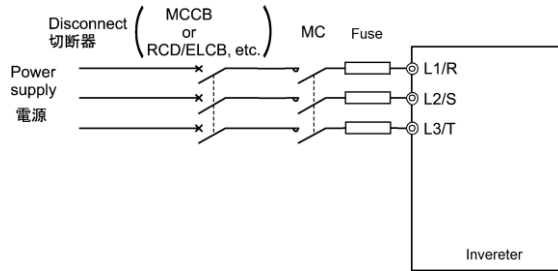 Disconnect
切断器
MCCB
or
RCD/ELCB, etc.
MC
Fuse
Power
supply
電源
L1/R
L2/S
L3/T
Invereter